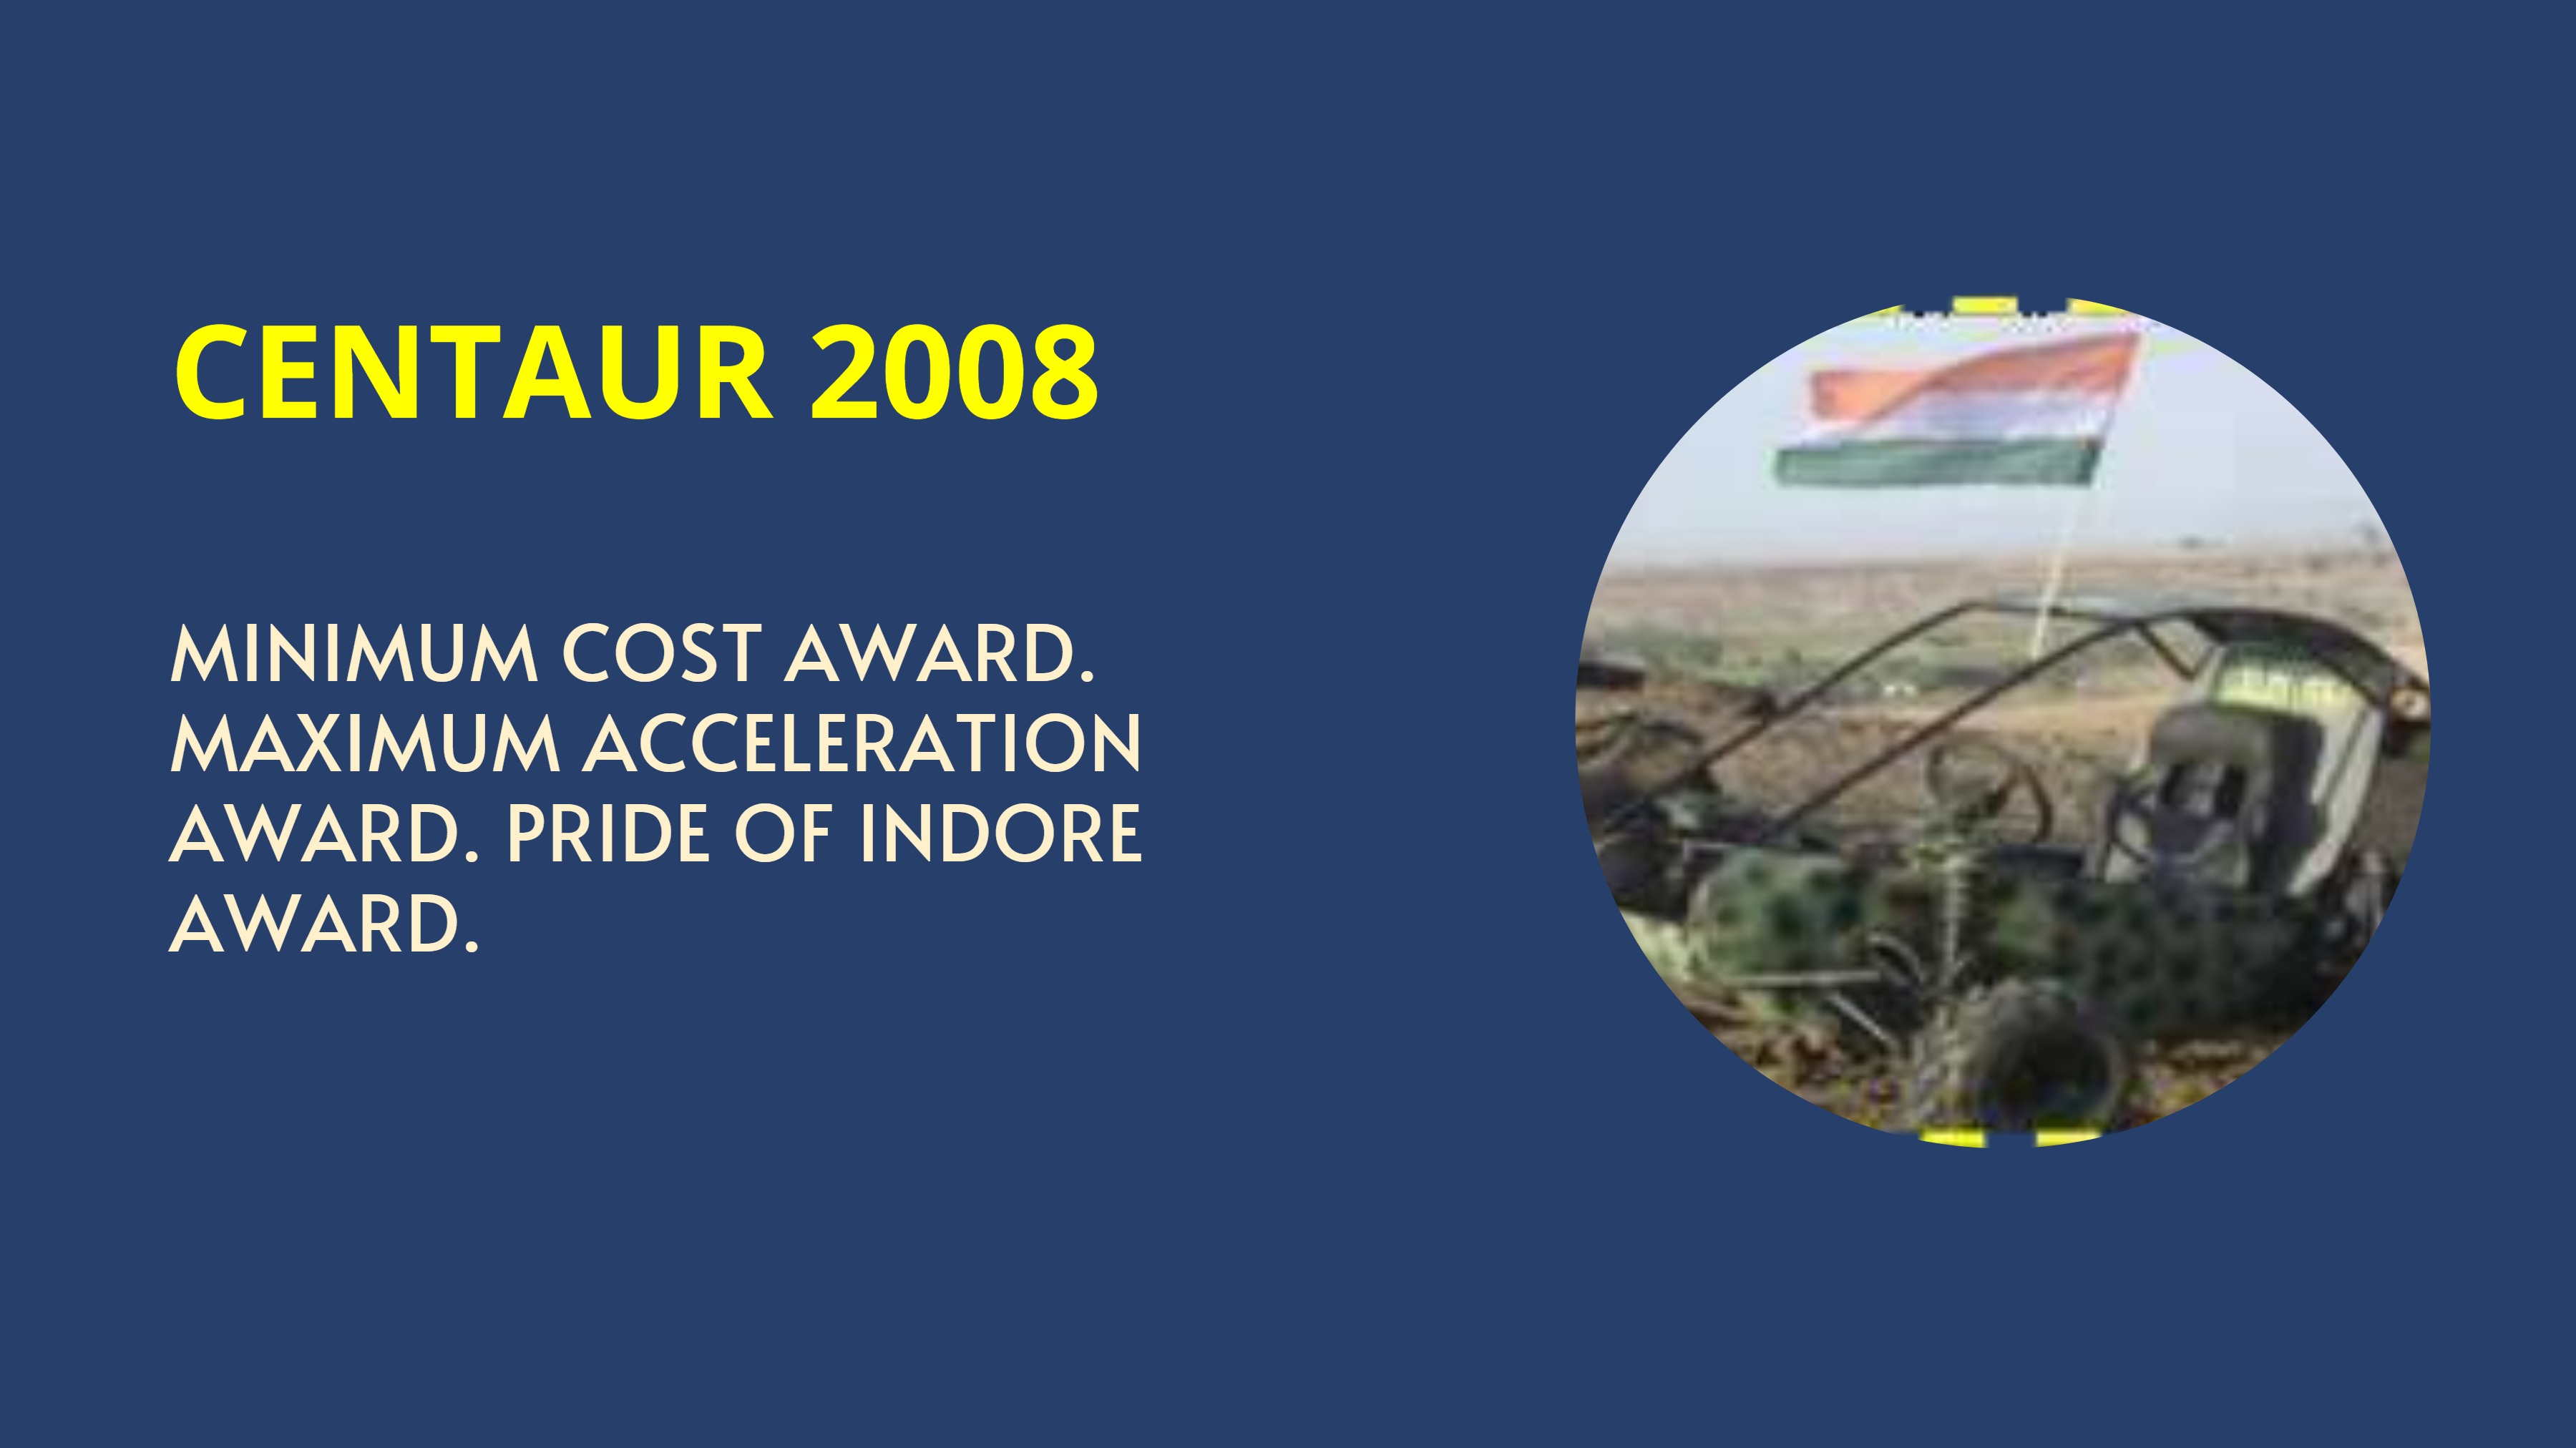 CENTAUR 2008
MINIMUM COST AWARD.
MAXIMUM ACCELERATION
AWARD. PRIDE OF INDORE
AWARD.